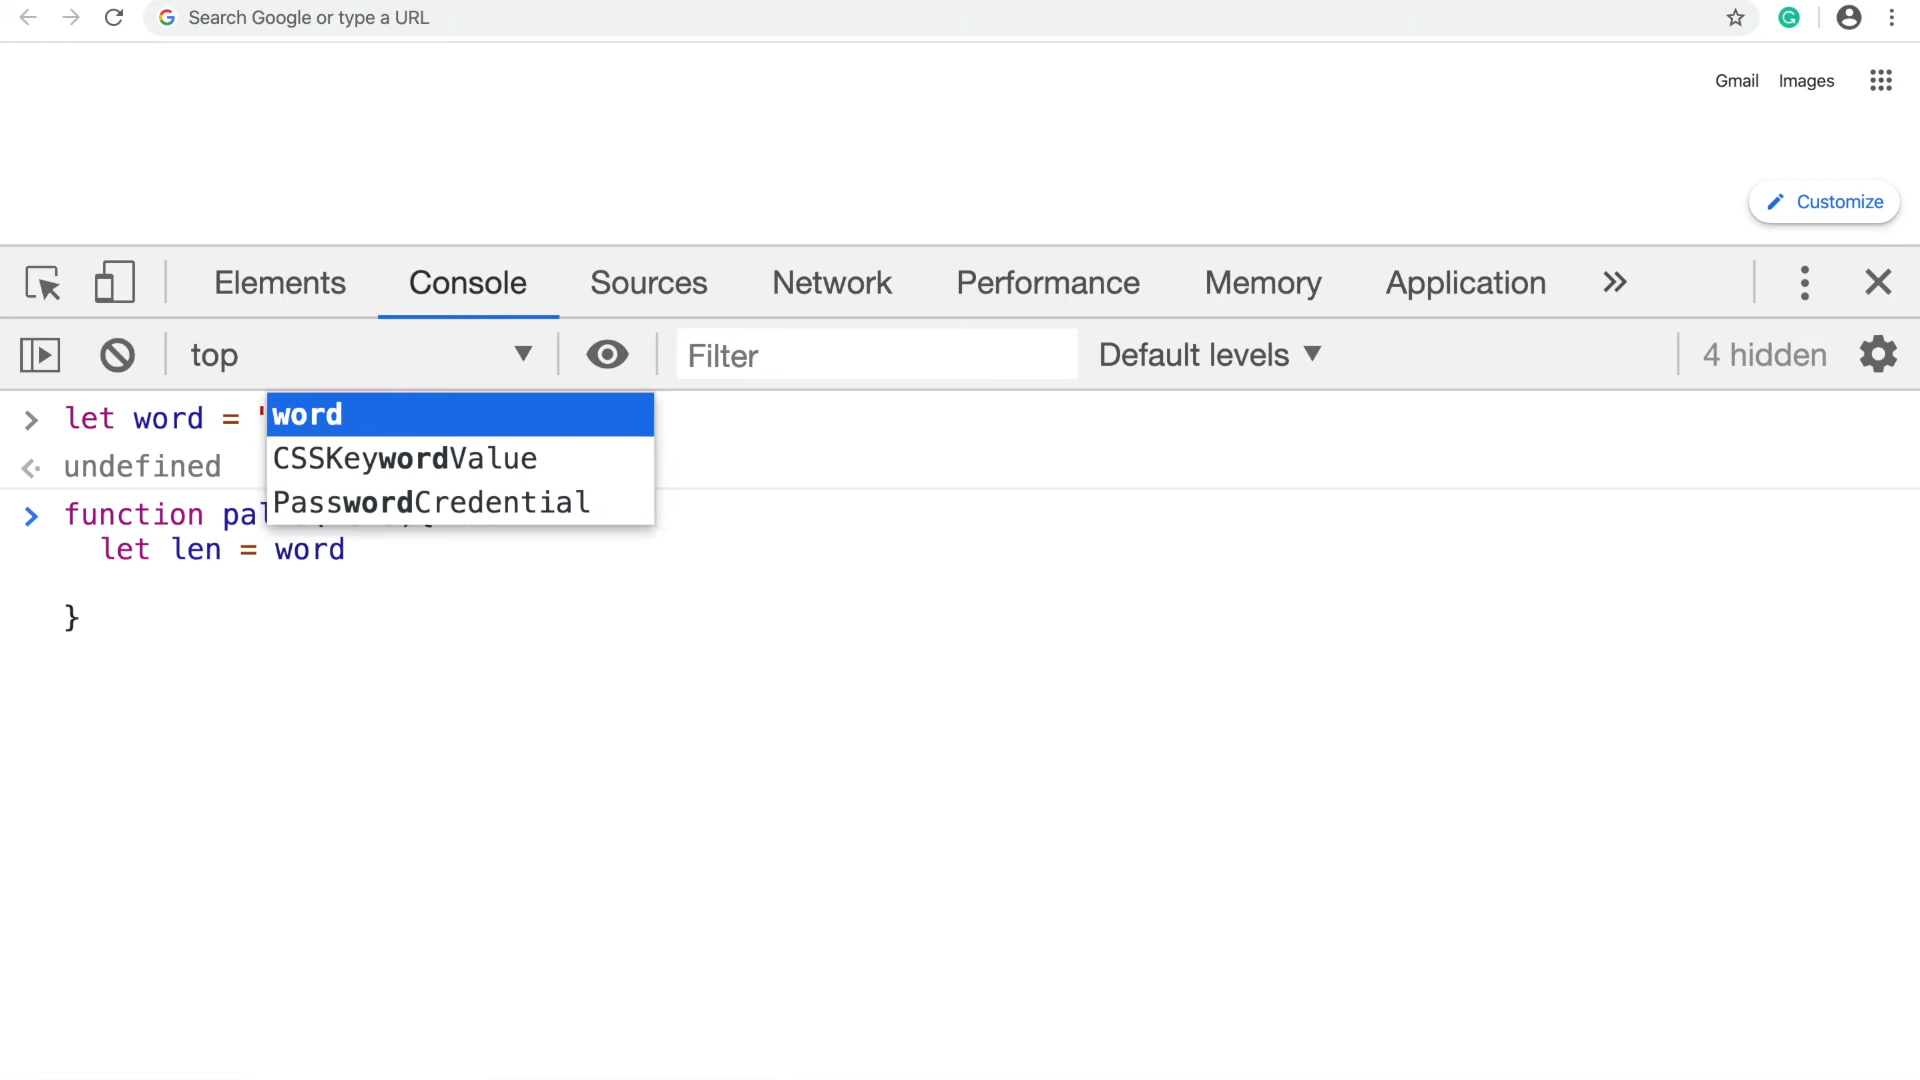 Search Google or type a URL
Gmail Images
Customize
Elements Console Sources Network Performance Memory Application
top Filter Default levels 4 hidden
let word = "
word
CSSKeywordValue
undefined
PasswordCredential
function pal
let len = word
}